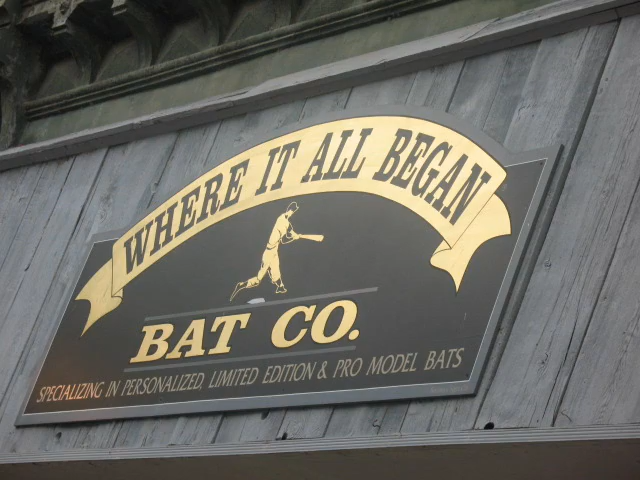 WHERE IT ALL BEGAN
BAT CO.
SPECIALIZING IN PERSONALIZED, LIMITED EDITION & PRO MODEL BATS